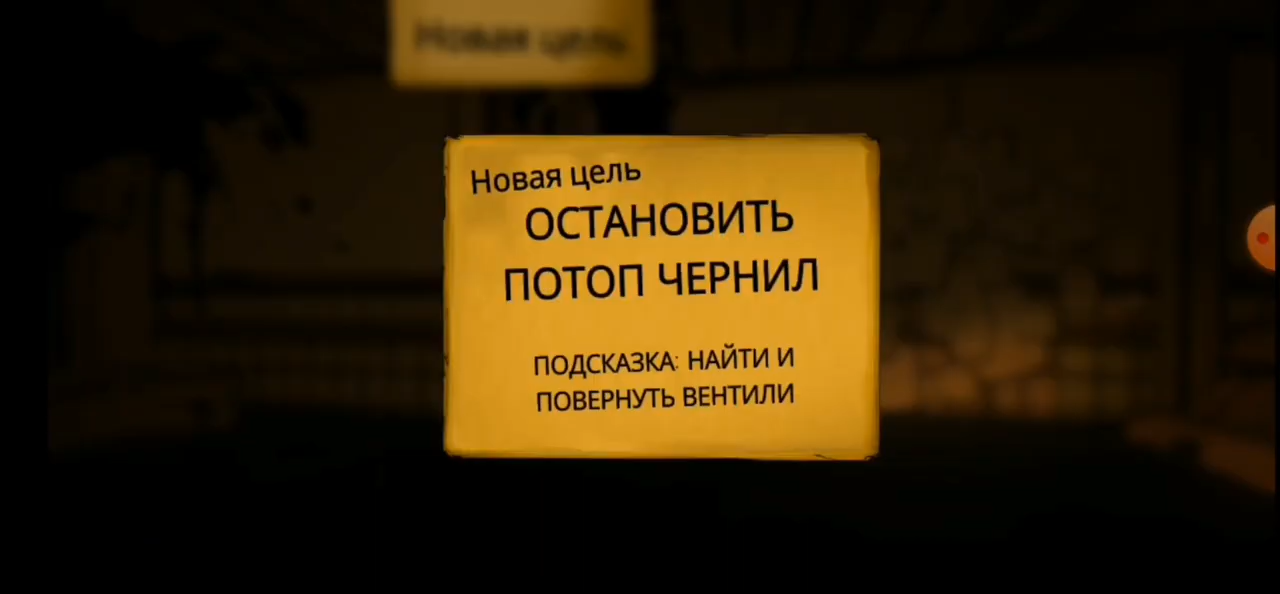 Новая цель
Новая цель
ОСТАНОВИТЬ
ПОТОП ЧЕРНИЛ
ПОДСКАЗКА: НАЙТИ И
ПОВЕРНУТЬ ВЕНТИЛИ